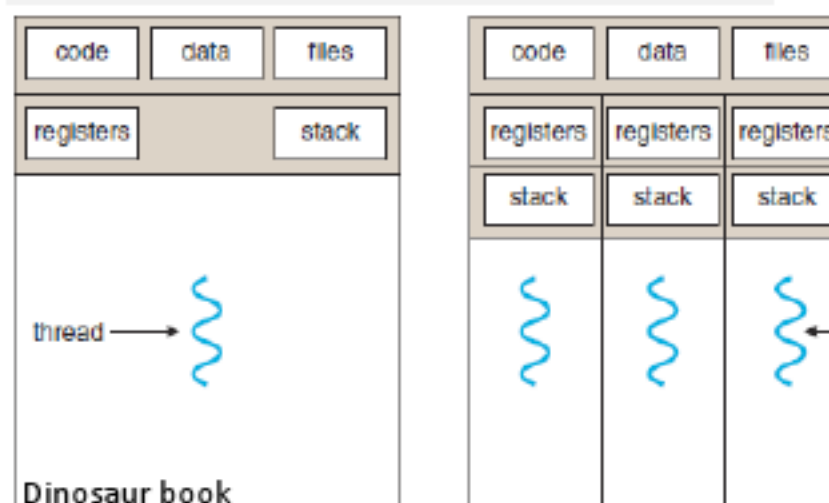 code data files
registers stack
thread
Dinosaur book
code data files
registers registers registers
stack stack stack